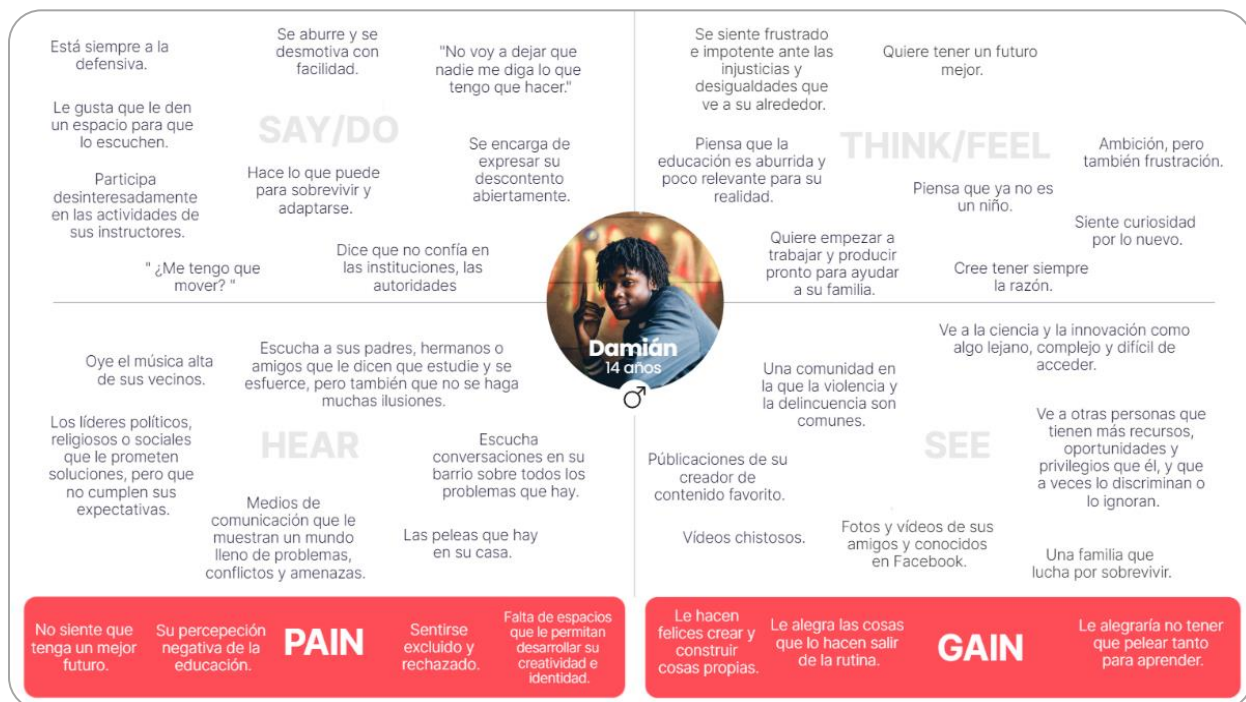 Está siempre a la
defensiva.
Se aburre y se
desmotiva con
facilidad.
"No voy a dejar que
nadie me diga lo que
tengo que hacer."
Le gusta que le den
un espacio para que
lo escuchen.
SAY/DO
Participa
desinteresadamente
en las actividades de
sus instructores.
Hace lo que puede
para sobrevivir y
adaptarse.
Se encarga de
expresar su
descontento
abiertamente.
" ¿Me tengo que
mover? "
Dice que no confía en
las instituciones, las
autoridades
Se siente frustrado
e impotente ante las
injusticias y
desigualdades que
ve a su alrededor.
Quiere tener un futuro
mejor.
THINK/FEEL
Piensa que la
educación es aburrida y
poco relevante para su
realidad.
Ambición, pero
también frustración.
Piensa que ya no es
un niño.
Siente curiosidad
por lo nuevo.
Quiere empezar a
trabajar y producir
pronto para ayudar
a su familia.
Cree tener siempre
la razón.
Damián
14 años
Oye el música alta
de sus vecinos.
Escucha a sus padres, hermanos o
amigos que le dicen que estudie y se
esfuerce, pero también que no se haga
muchas ilusiones.
Los líderes políticos,
religiosos o sociales
que le prometen
soluciones, pero que
no cumplen sus
expectativas.
HEAR
Escucha
conversaciones en su
barrio sobre todos los
problemas que hay.
Medios de
comunicación que le
muestran un mundo
lleno de problemas,
conflictos y amenazas.
Las peleas que hay
en su casa.
Ve a la ciencia y la innovación como
algo lejano, complejo y difícil de
acceder.
Una comunidad en
la que la violencia y
la delincuencia son
comunes.
Ve a otras personas que
tienen más recursos,
oportunidades y
privilegios que él, y que
a veces lo discriminan o
lo ignoran.
SEE
Públicaciones de su
creador de
contenido favorito.
Vídeos chistosos.
Fotos y vídeos de sus
amigos y conocidos
en Facebook.
Una familia que
lucha por sobrevivir.
No siente que
tenga un mejor
futuro.
Su percepeción
negativa de la
educación.
PAIN
Sentirse
excluido y
rechazado.
Falta de espacios
que le permitan
desarrollar su
creatividad e
identidad.
Le hacen
felices crear y
construir
cosas propias.
Le alegra las cosas
que lo hacen salir
de la rutina.
GAIN
Le alegraría no tener
que pelear tanto
para aprender.